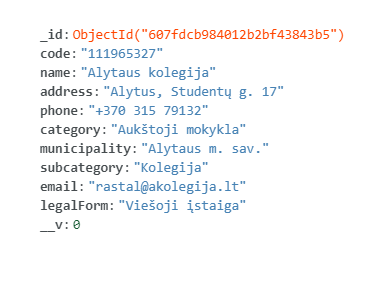 _id: ObjectId("607fdcb984012b2bf43843b5")
code: "111965327"
name: "Alytaus kolegija"
address: "Alytus, Studentų g. 17"
phone: "+370 315 79132"
category: "Aukštoji mokykla"
municipality: "Alytaus m. sav."
subcategory: "Kolegija"
email: "rastal@akolegija.lt"
legalForm: "Viešoji įstaiga"
__v: 0